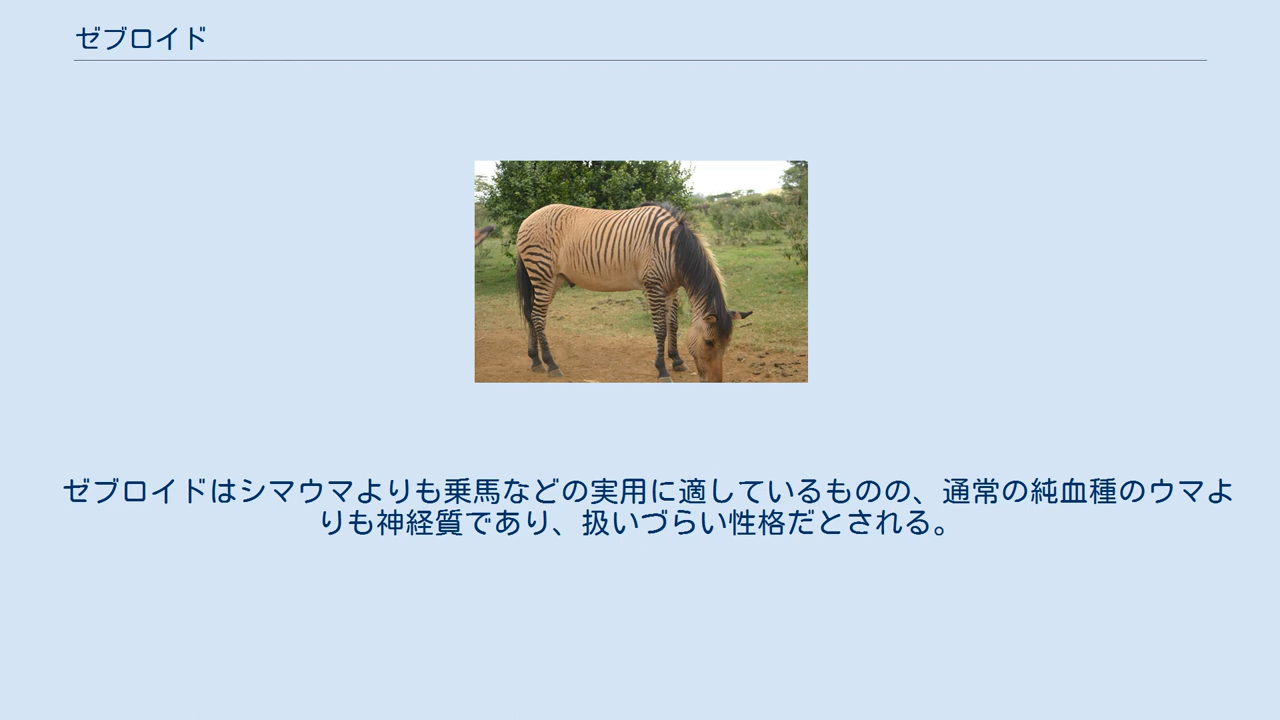 ゼブロイド
ゼブロイドはシマウマよりも乗馬などの実用に適しているものの、通常の純血種のウマよ
りも神経質であり、扱いづらい性格だとされる。